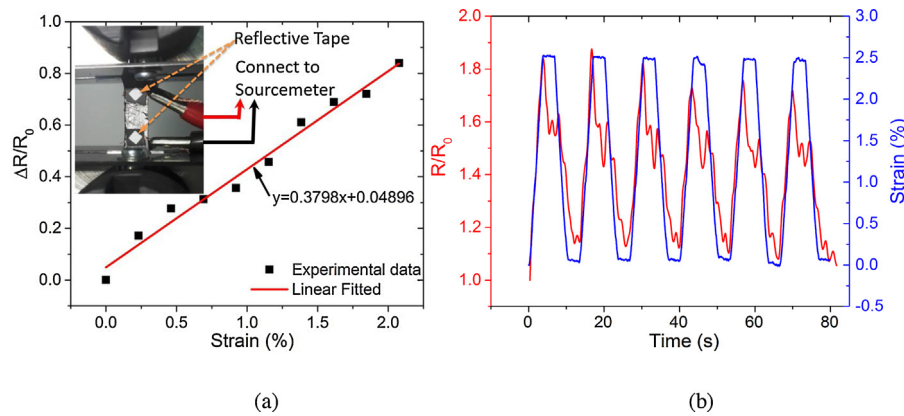 (a)
1.0
0.8
0.6
0.4
0.2
0.0
ΔR/R₀
Reflective Tape
Connect to
Sourcemeter
y=0.3798x+0.04896
Experimental data
Linear Fitted
0.0 0.5 1.0 1.5 2.0
Strain (%)
(b)
2.0
1.8
1.6
1.4
1.2
1.0
R/R₀
3.0
2.5
2.0
1.5
1.0
0.5
0.0
-0.5
Strain (%)
0 20 40 60 80
Time (s)
(a) (b)